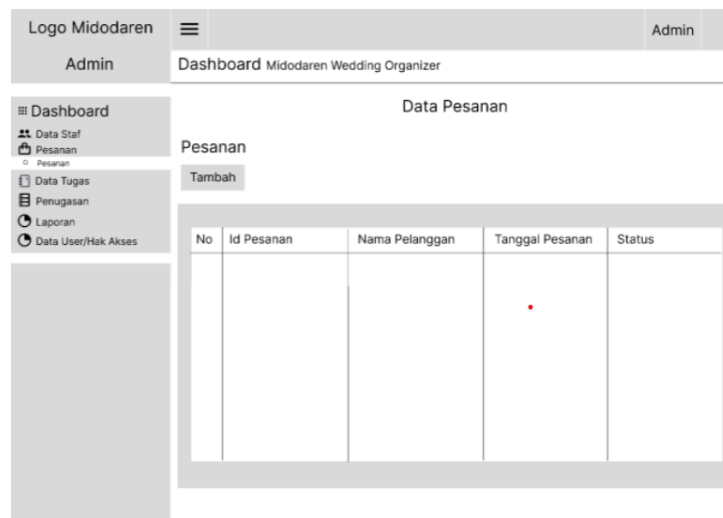 Logo Midodaren
Admin
Admin
Dashboard Midodaren Wedding Organizer
Dashboard
Data Staf
Pesanan
Pesanan
Data Tugas
Penugasan
Laporan
Data User/Hak Akses
Data Pesanan
Pesanan
Tambah
No Id Pesanan Nama Pelanggan Tanggal Pesanan Status